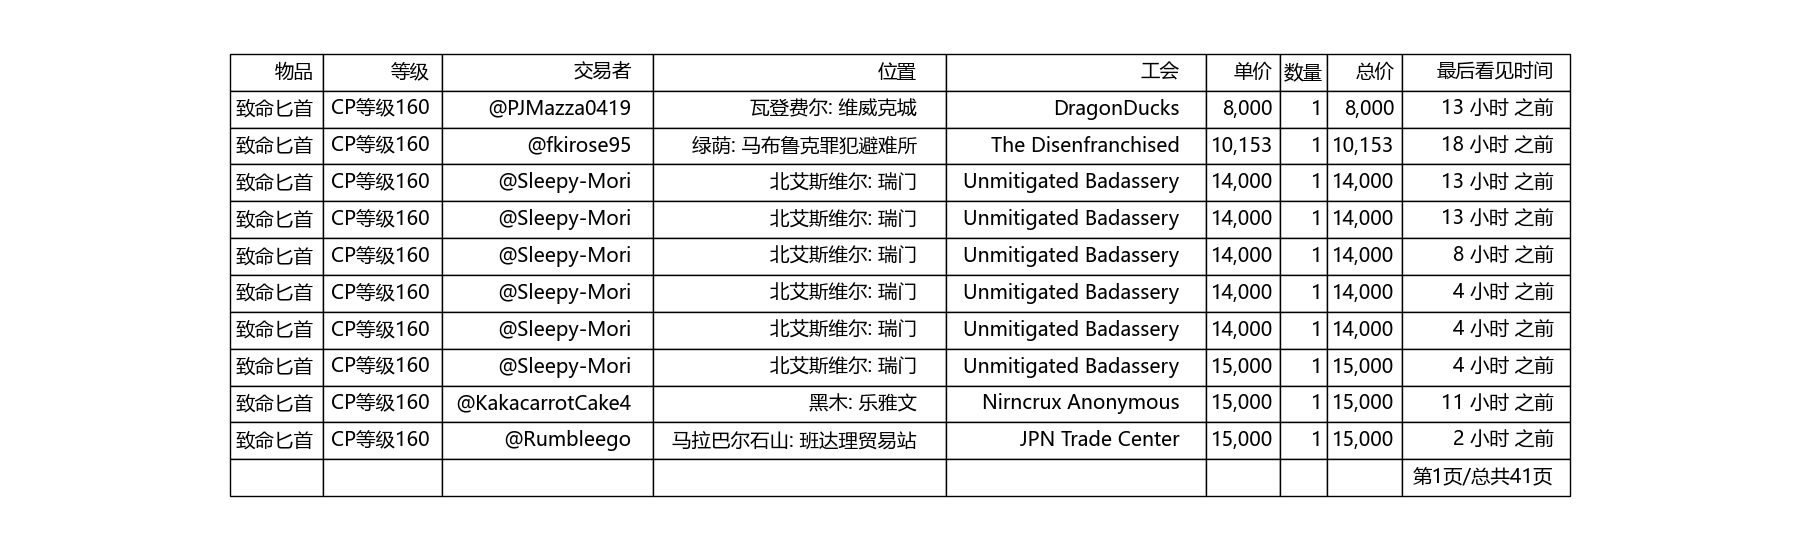 物品 等级 交易者 位置 工会 单价 数量 总价 最后看见时间
致命匕首 CP等级160 @PJMazza0419 瓦登费尔: 维威克城 DragonDucks 8,000 1 8,000 13 小时 之前
致命匕首 CP等级160 @fkirose95 绿荫: 马布鲁克罪犯避难所 The Disenfranchised 10,153 1 10,153 18 小时 之前
致命匕首 CP等级160 @Sleepy-Mori 北艾斯维尔: 瑞门 Unmitigated Badassery 14,000 1 14,000 13 小时 之前
致命匕首 CP等级160 @Sleepy-Mori 北艾斯维尔: 瑞门 Unmitigated Badassery 14,000 1 14,000 13 小时 之前
致命匕首 CP等级160 @Sleepy-Mori 北艾斯维尔: 瑞门 Unmitigated Badassery 14,000 1 14,000 8 小时 之前
致命匕首 CP等级160 @Sleepy-Mori 北艾斯维尔: 瑞门 Unmitigated Badassery 14,000 1 14,000 4 小时 之前
致命匕首 CP等级160 @Sleepy-Mori 北艾斯维尔: 瑞门 Unmitigated Badassery 14,000 1 14,000 4 小时 之前
致命匕首 CP等级160 @Sleepy-Mori 北艾斯维尔: 瑞门 Unmitigated Badassery 15,000 1 15,000 4 小时 之前
致命匕首 CP等级160 @KakacarrotCake4 黑木: 乐雅文 Nirncrux Anonymous 15,000 1 15,000 11 小时 之前
致命匕首 CP等级160 @Rumbleego 马拉巴尔石山: 班达理贸易站 JPN Trade Center 15,000 1 15,000 2 小时 之前
第1页/总共41页